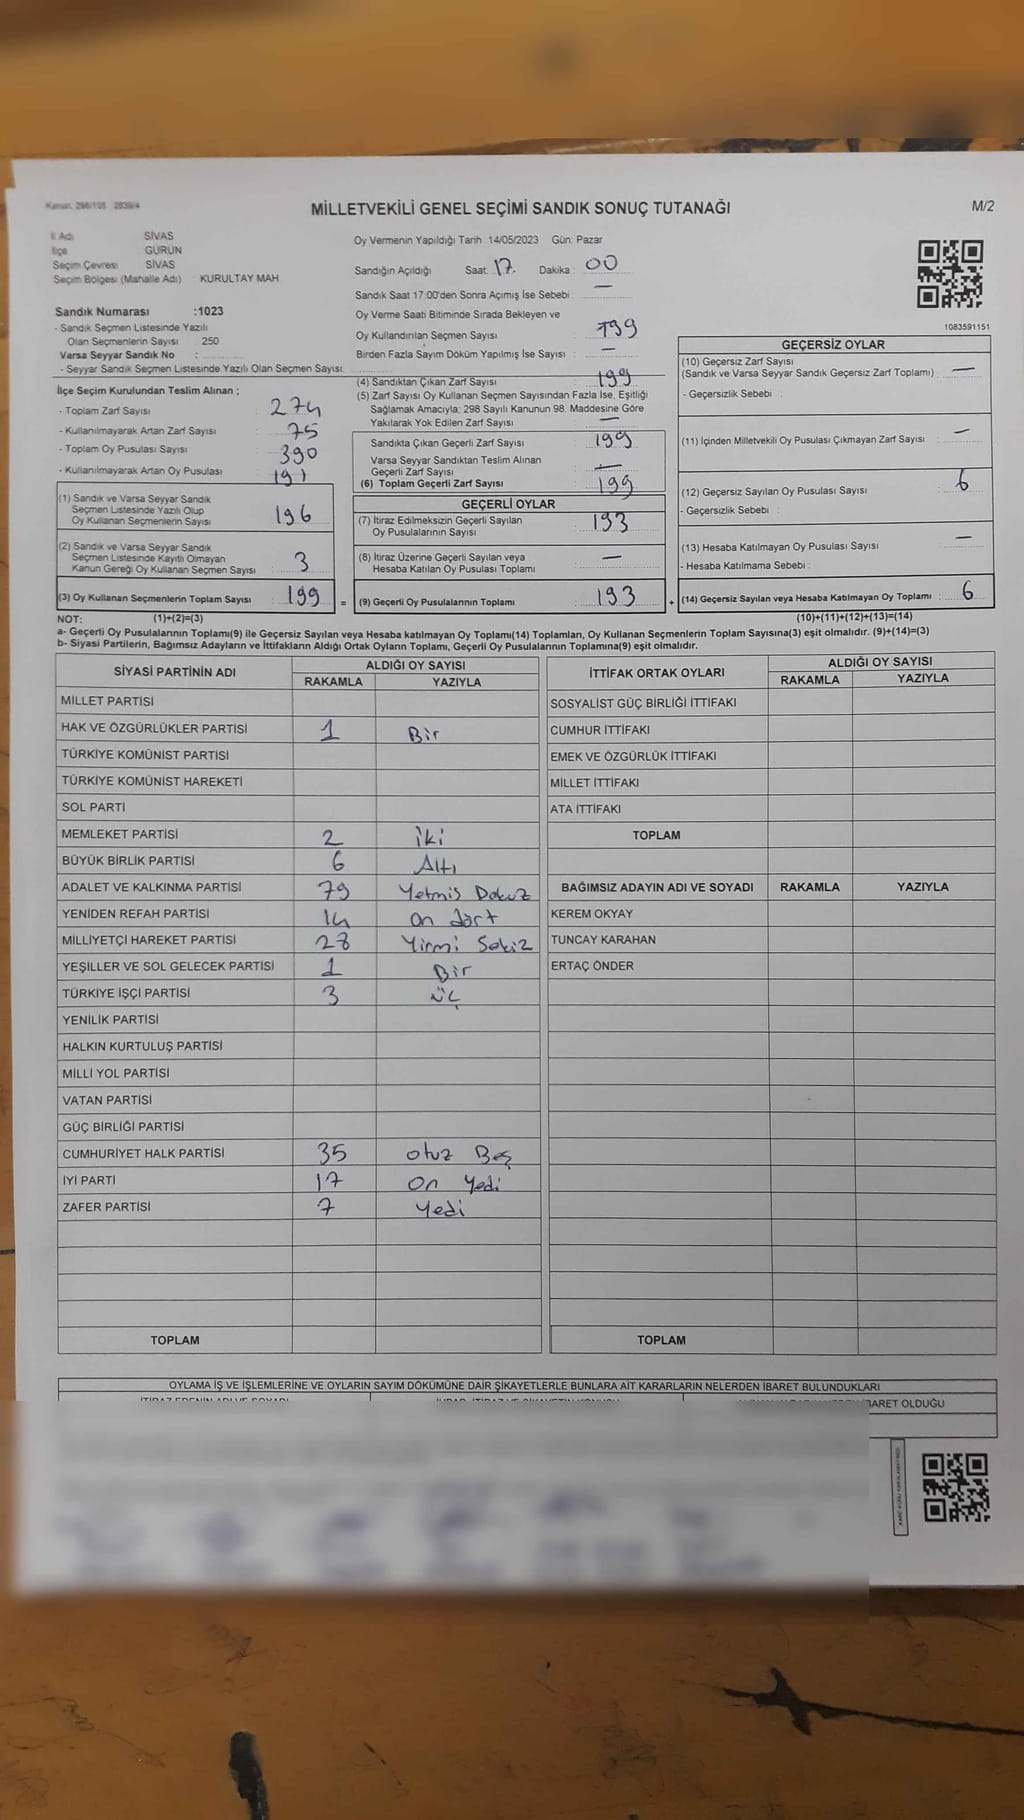 Kanun: 298/105 2839/4
MİLLETVEKİLİ GENEL SEÇİMİ SANDIK SONUÇ TUTANAĞI
M/2
İl Adı SİVAS
İlçe GÜRÜN
Seçim Çevresi SİVAS
Seçim Bölgesi (Mahalle Adı) KURULTAY MAH
Oy Vermenin Yapıldığı Tarih :14/05/2023 Gün: Pazar
Sandığın Açıldığı Saat: 17. Dakika : 00
Sandık Saat 17:00'den Sonra Açımış İse Sebebi : —
Oy Verme Saati Bitiminde Sırada Bekleyen ve
Oy Kullandırılan Seçmen Sayısı : 199
Birden Fazla Sayım Döküm Yapılmış İse Sayısı : —
1083591151
Sandık Numarası :1023
- Sandık Seçmen Listesinde Yazılı
Olan Seçmenlerin Sayısı : 250
Varsa Seyyar Sandık No :
- Seyyar Sandık Seçmen Listesinde Yazılı Olan Seçmen Sayısı:
İlçe Seçim Kurulundan Teslim Alınan ;
- Toplam Zarf Sayısı : 274
- Kullanılmayarak Artan Zarf Sayısı : 75
- Toplam Oy Pusulası Sayısı : 390
- Kullanılmayarak Artan Oy Pusulası : 191
(1) Sandık ve Varsa Seyyar Sandık
Seçmen Listesinde Yazılı Olup
Oy Kullanan Seçmenlerin Sayısı : 196
(2) Sandık ve Varsa Seyyar Sandık
Seçmen Listesinde Kayıtlı Olmayan
Kanun Gereği Oy Kullanan Seçmen Sayısı : 3
(3) Oy Kullanan Seçmenlerin Toplam Sayısı : 199 =
(4) Sandıktan Çıkan Zarf Sayısı : 199
(5) Zarf Sayısı Oy Kullanan Seçmen Sayısından Fazla İse, Eşitliği
Sağlamak Amacıyla; 298 Sayılı Kanunun 98. Maddesine Göre
Yakılarak Yok Edilen Zarf Sayısı : —
Sandıkta Çıkan Geçerli Zarf Sayısı : 199
Varsa Seyyar Sandıktan Teslim Alınan
Geçerli Zarf Sayısı : —
(6) Toplam Geçerli Zarf Sayısı : 199
GEÇERLİ OYLAR
(7) İtiraz Edilmeksizin Geçerli Sayılan
Oy Pusulalarının Sayısı : 193
(8) İtiraz Üzerine Geçerli Sayılan veya
Hesaba Katılan Oy Pusulası Toplamı : —
(9) Geçerli Oy Pusulalarının Toplamı : 193 +
GEÇERSİZ OYLAR
(10) Geçersiz Zarf Sayısı
(Sandık ve Varsa Seyyar Sandık Geçersiz Zarf Toplamı) : —
- Geçersizlik Sebebi :
(11) İçinden Milletvekili Oy Pusulası Çıkmayan Zarf Sayısı : —
(12) Geçersiz Sayılan Oy Pusulası Sayısı : 6
- Geçersizlik Sebebi :
(13) Hesaba Katılmayan Oy Pusulası Sayısı : —
- Hesaba Katılmama Sebebi :
(14) Geçersiz Sayılan veya Hesaba Katılmayan Oy Toplamı : 6
NOT: (1)+(2)=(3) (10)+(11)+(12)+(13)=(14)
a- Geçerli Oy Pusulalarının Toplamı(9) ile Geçersiz Sayılan veya Hesaba katılmayan Oy Toplamı(14) Toplamları, Oy Kullanan Seçmenlerin Toplam Sayısına(3) eşit olmalıdır. (9)+(14)=(3)
b- Siyasi Partilerin, Bağımsız Adayların ve İttifakların Aldığı Ortak Oyların Toplamı, Geçerli Oy Pusulalarının Toplamına(9) eşit olmalıdır.
SİYASİ PARTİNİN ADI ALDIĞI OY SAYISI
RAKAMLA YAZIYLA
MİLLET PARTİSİ
HAK VE ÖZGÜRLÜKLER PARTİSİ 1 Bir
TÜRKİYE KOMÜNİST PARTİSİ
TÜRKİYE KOMÜNİST HAREKETİ
SOL PARTİ
MEMLEKET PARTİSİ 2 iki
BÜYÜK BİRLİK PARTİSİ 6 Altı
ADALET VE KALKINMA PARTİSİ 79 Yetmis Dokuz
YENİDEN REFAH PARTİSİ 14 on dört
MİLLİYETÇİ HAREKET PARTİSİ 28 Yirmi Sekiz
YEŞİLLER VE SOL GELECEK PARTİSİ 1 Bir
TÜRKİYE İŞÇİ PARTİSİ 3 üç
YENİLİK PARTİSİ
HALKIN KURTULUŞ PARTİSİ
MİLLİ YOL PARTİSİ
VATAN PARTİSİ
GÜÇ BİRLİĞİ PARTİSİ
CUMHURİYET HALK PARTİSİ 35 otuz Beş
İYİ PARTİ 17 On Yedi
ZAFER PARTİSİ 7 Yedi
TOPLAM
İTTİFAK ORTAK OYLARI ALDIĞI OY SAYISI
RAKAMLA YAZIYLA
SOSYALİST GÜÇ BİRLİĞİ İTTİFAKI
CUMHUR İTTİFAKI
EMEK VE ÖZGÜRLÜK İTTİFAKI
MİLLET İTTİFAKI
ATA İTTİFAKI
TOPLAM
BAĞIMSIZ ADAYIN ADI VE SOYADI RAKAMLA YAZIYLA
KEREM OKYAY
TUNCAY KARAHAN
ERTAÇ ÖNDER
TOPLAM
OYLAMA İŞ VE İŞLEMLERİNE VE OYLARIN SAYIM DÖKÜMÜNE DAİR ŞİKAYETLERLE BUNLARA AİT KARARLARIN NELERDEN İBARET BULUNDUKLARI
İTİRAZ EDENİN ADI VE SOYADI
OLDUĞU